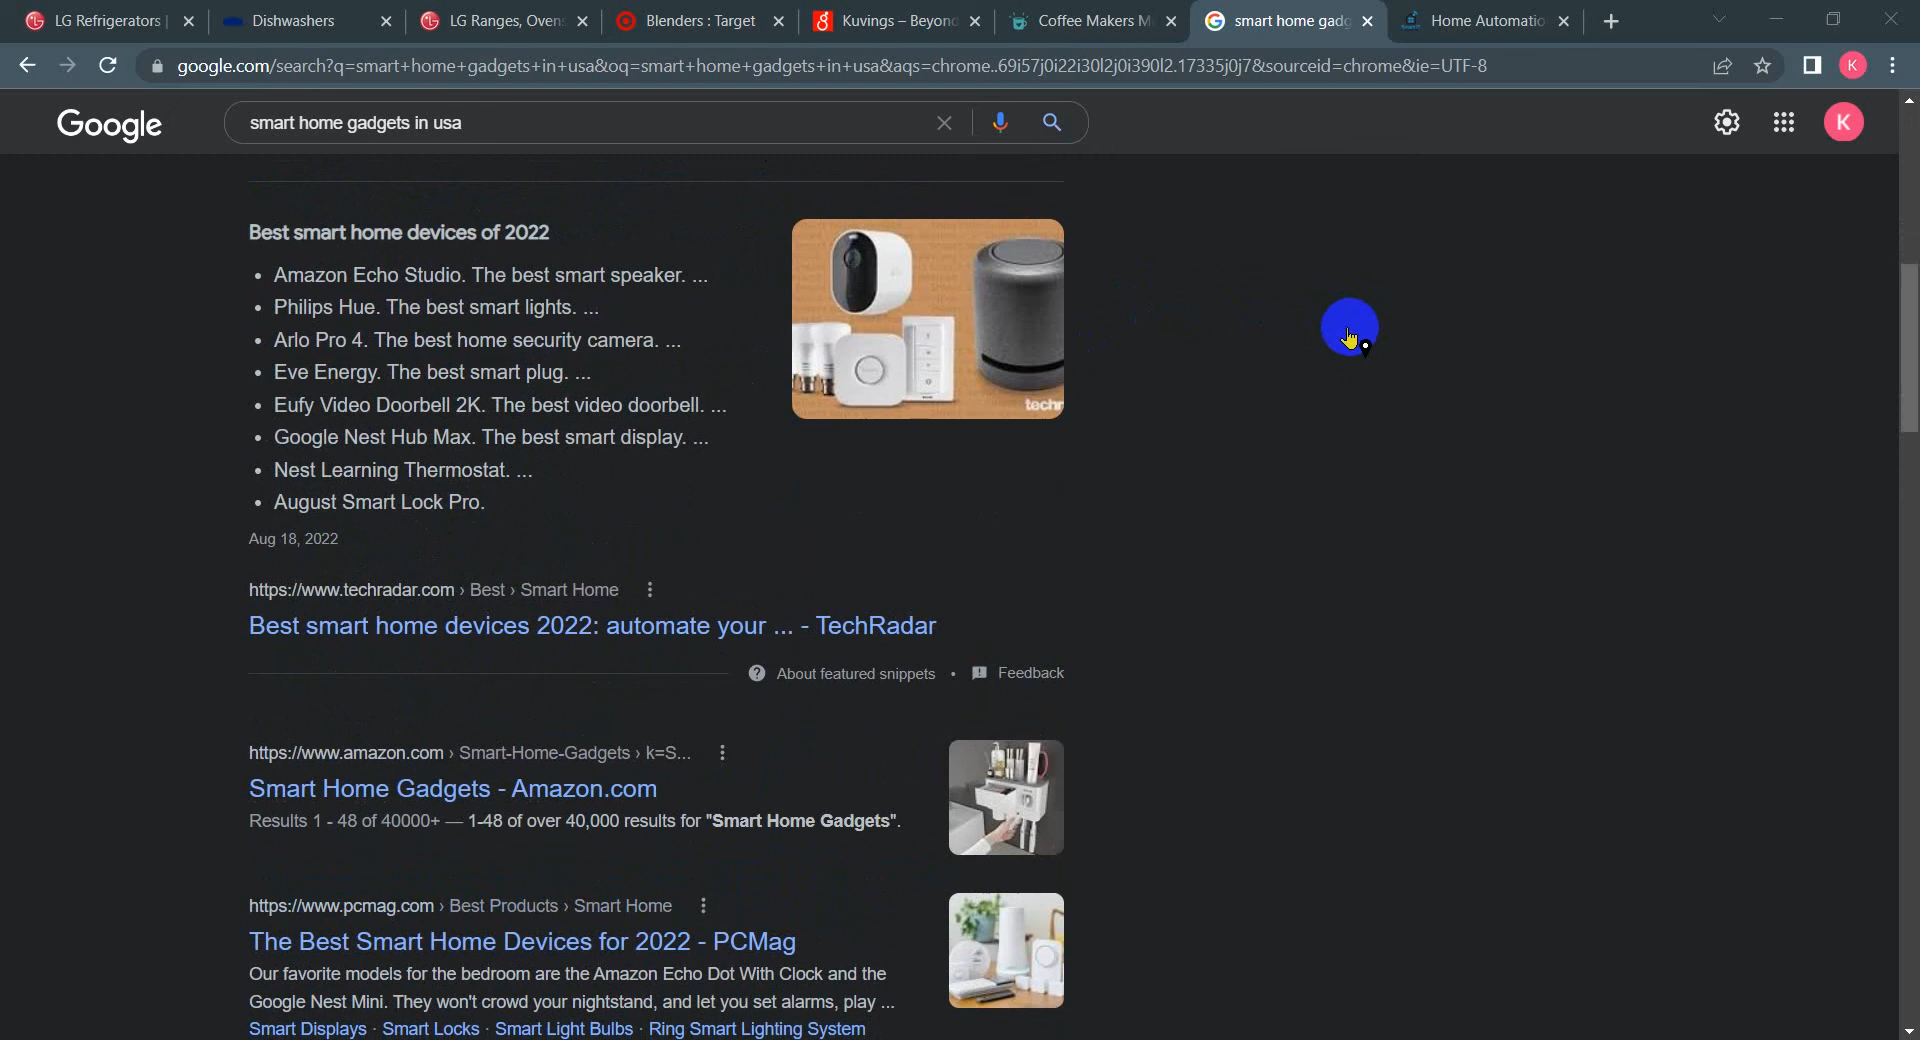 LG Refrigerators |
Dishwashers
LG Ranges, Ovens
Blenders : Target
Kuvings – Beyond
Coffee Makers M
smart home gadg
Home Automatio
google.com/search?q=smart+home+gadgets+in+usa&oq=smart+home+gadgets+in+usa&aqs=chrome..69i57j0i22i30l2j0i390l2.17335j0j7&sourceid=chrome&ie=UTF-8
K
Google
smart home gadgets in usa
K
Best smart home devices of 2022
• Amazon Echo Studio. The best smart speaker. ...
• Philips Hue. The best smart lights. ...
• Arlo Pro 4. The best home security camera. ...
• Eve Energy. The best smart plug. ...
• Eufy Video Doorbell 2K. The best video doorbell. ...
• Google Nest Hub Max. The best smart display. ...
• Nest Learning Thermostat. ...
• August Smart Lock Pro.
techr
Aug 18, 2022
https://www.techradar.com › Best › Smart Home
Best smart home devices 2022: automate your ... - TechRadar
About featured snippets • Feedback
https://www.amazon.com › Smart-Home-Gadgets › k=S...
Smart Home Gadgets - Amazon.com
Results 1 - 48 of 40000+ — 1-48 of over 40,000 results for "Smart Home Gadgets".
https://www.pcmag.com › Best Products › Smart Home
The Best Smart Home Devices for 2022 - PCMag
Our favorite models for the bedroom are the Amazon Echo Dot With Clock and the
Google Nest Mini. They won't crowd your nightstand, and let you set alarms, play ...
Smart Displays · Smart Locks · Smart Light Bulbs · Ring Smart Lighting System